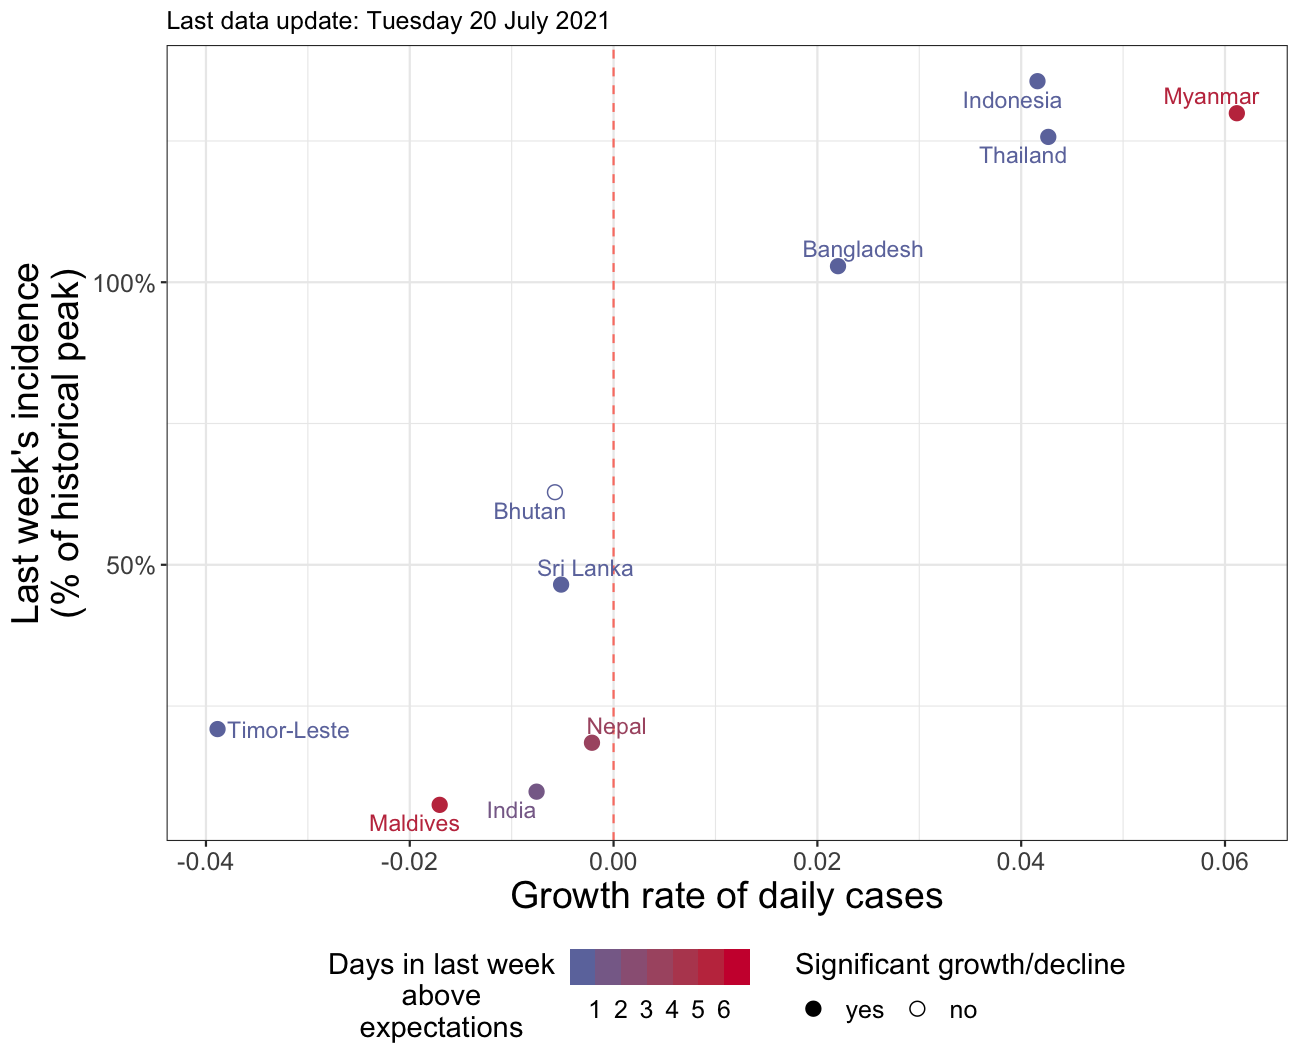 Last data update: Tuesday 20 July 2021
Indonesia
Myanmar
Thailand
Bangladesh
Last week's incidence
(% of historical peak)
100%
Bhutan
Sri Lanka
50%
Timor-Leste
Nepal
India
Maldives
-0.04 -0.02 0.00 0.02 0.04 0.06
Growth rate of daily cases
Days in last week
above
expectations
1 2 3 4 5 6
Significant growth/decline
yes no